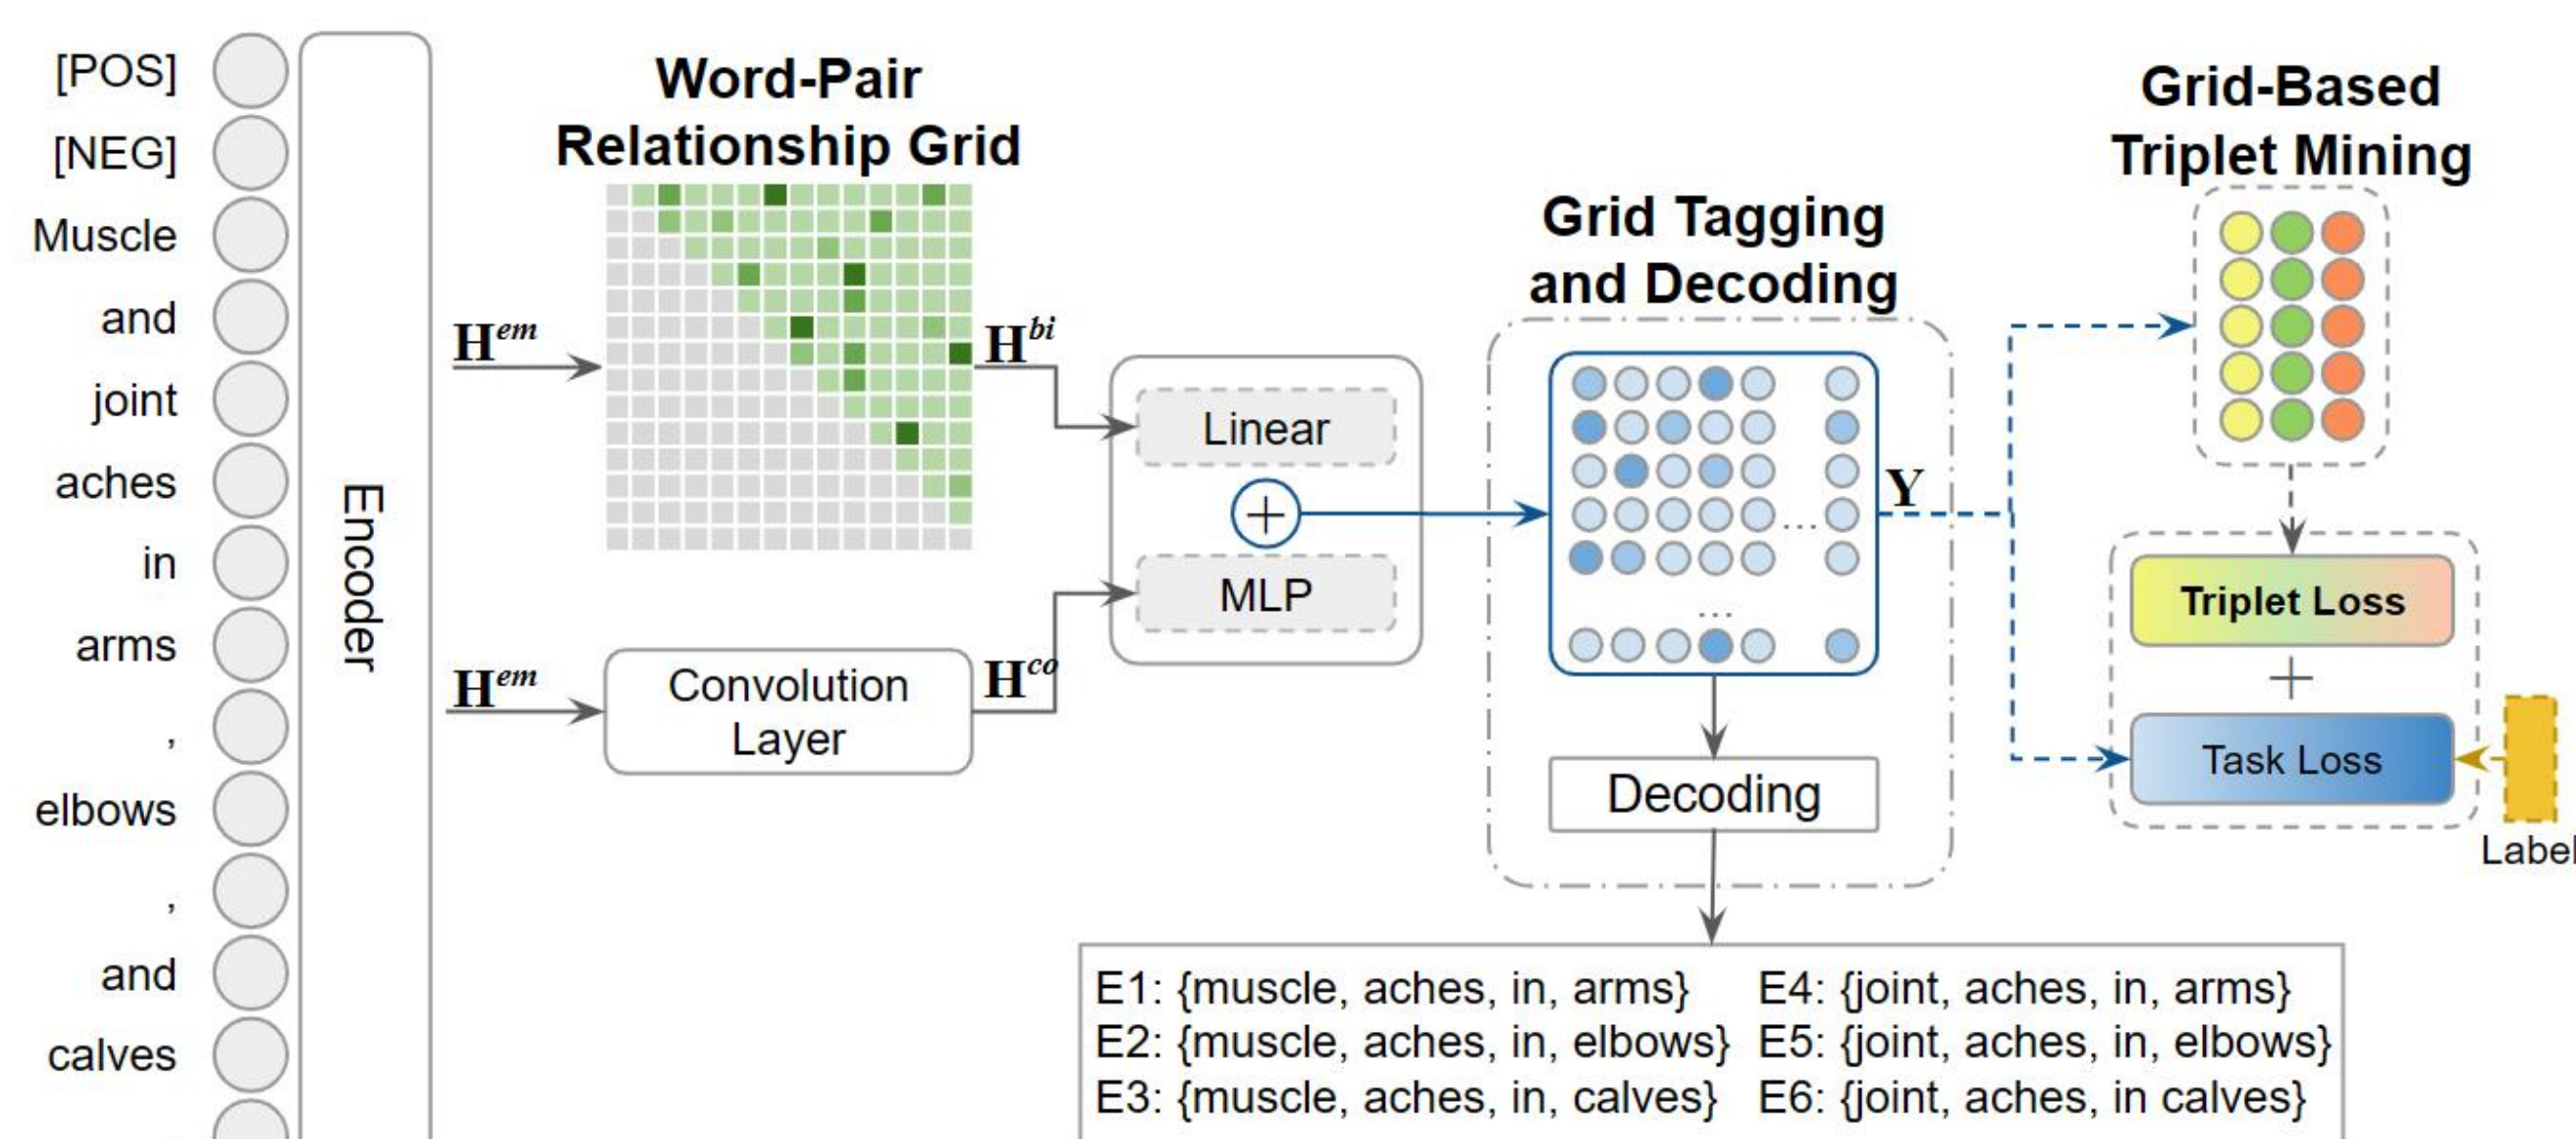 [POS]
[NEG]
Muscle
and
joint
aches
in
arms
,
elbows
,
and
calves
Encoder
H^em
H^em
Word-Pair
Relationship Grid
Convolution
Layer
H^bi
H^co
Linear
+
MLP
Grid Tagging
and Decoding
...
...
Decoding
Y
Grid-Based
Triplet Mining
Triplet Loss
+
Task Loss
Label
E1: {muscle, aches, in, arms} E4: {joint, aches, in, arms}
E2: {muscle, aches, in, elbows} E5: {joint, aches, in, elbows}
E3: {muscle, aches, in, calves} E6: {joint, aches, in calves}